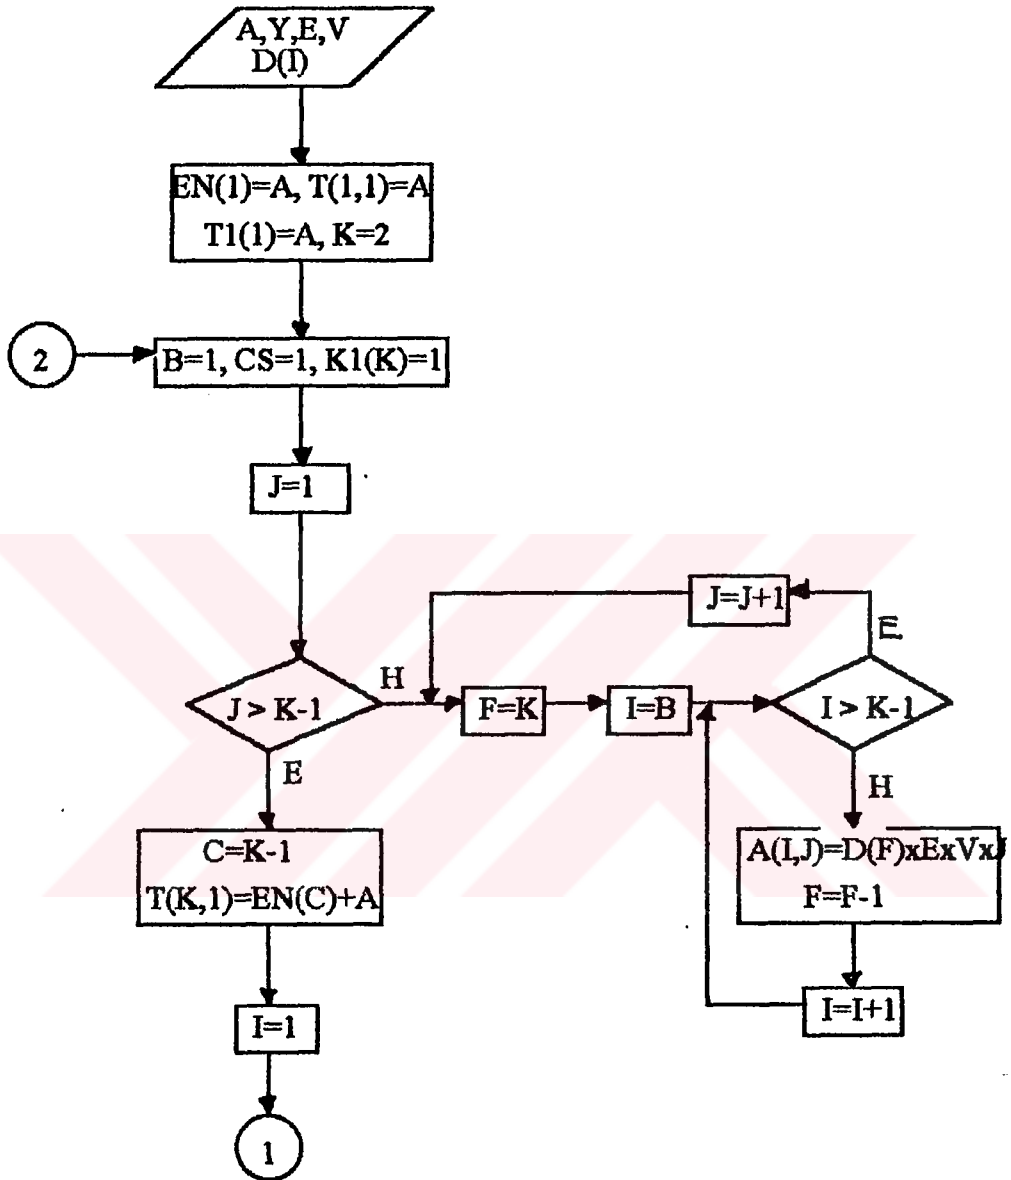 A,Y,E,V
D(I)
EN(1)=A, T(1,1)=A
T1(1)=A, K=2
2
B=1, CS=1, K1(K)=1
J=1
J=J+1
E
J > K-1
H
F=K
I=B
I > K-1
E
H
C=K-1
T(K,1)=EN(C)+A
A(I,J)=D(F)xExVxJ
F=F-1
I=1
I=I+1
1